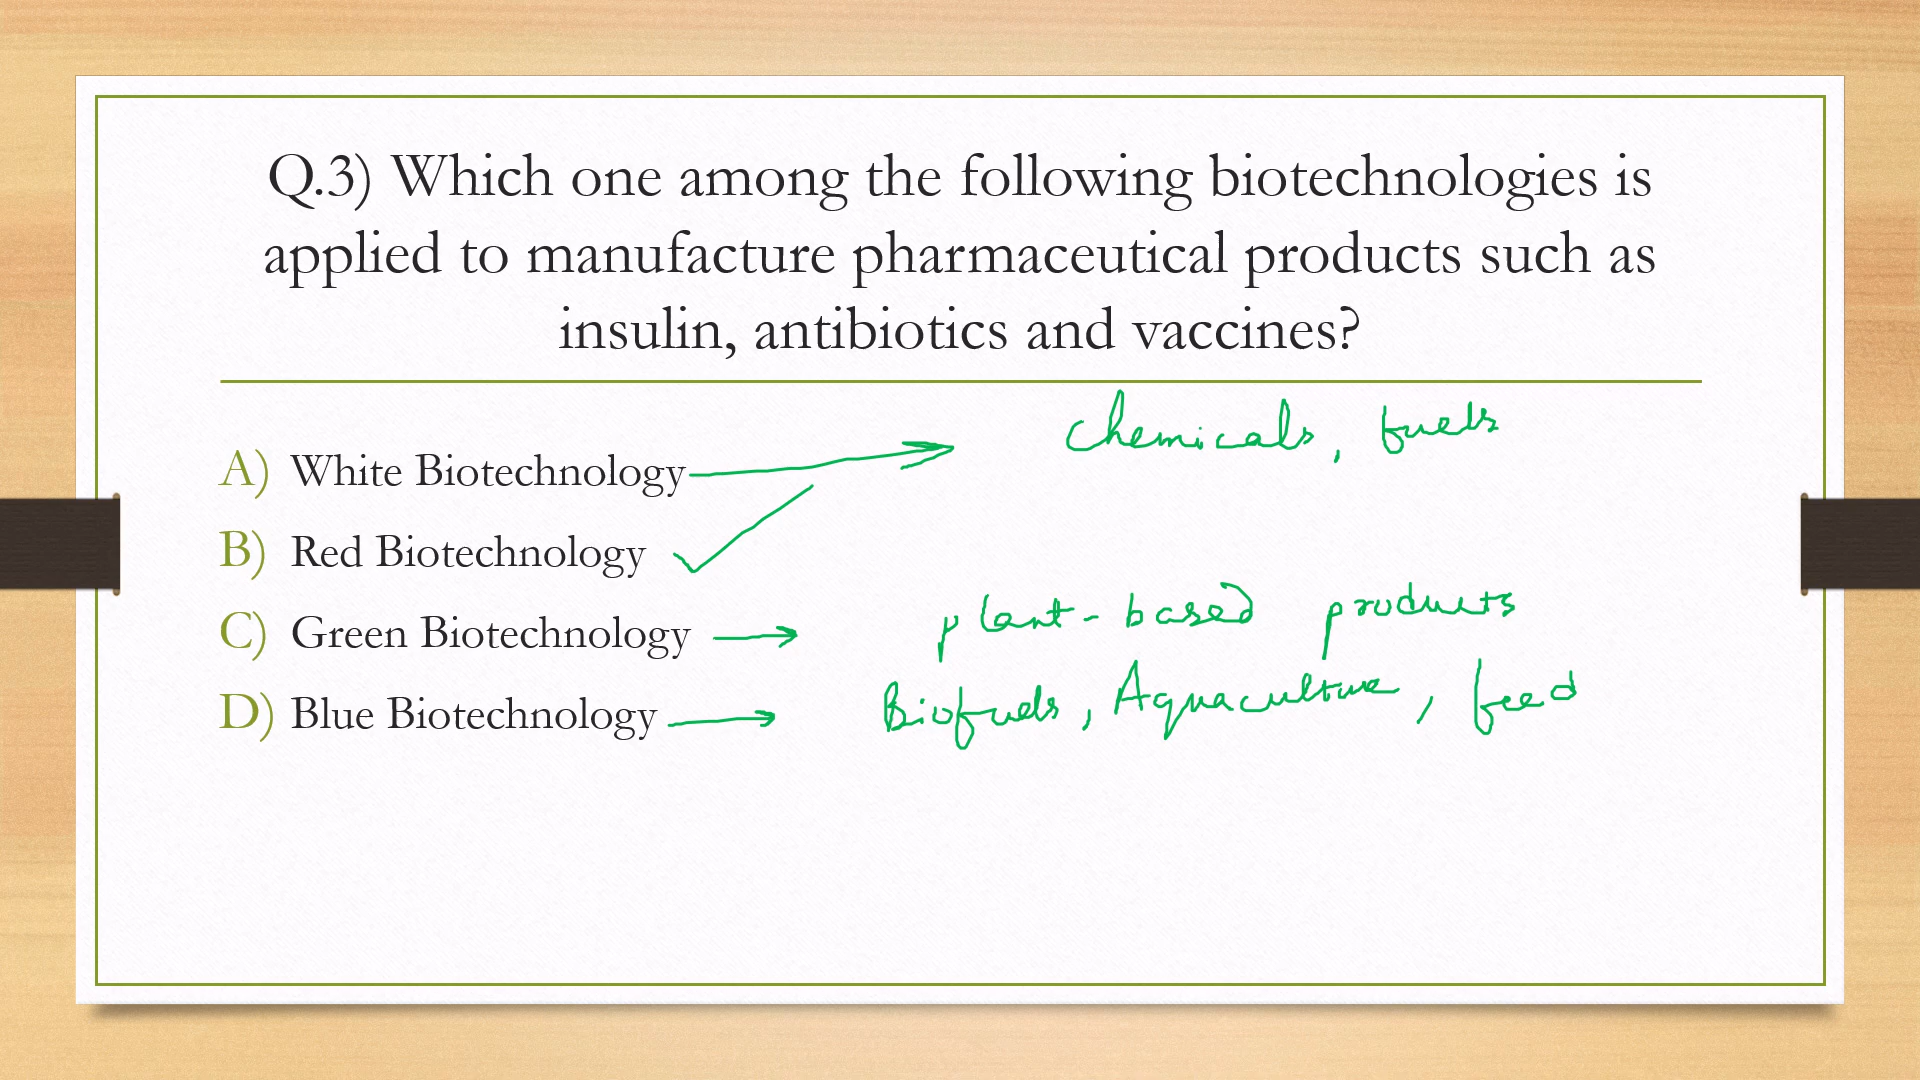 Q.3) Which one among the following biotechnologies is
applied to manufacture pharmaceutical products such as
insulin, antibiotics and vaccines?
A) White Biotechnology chemicals, fuels
B) Red Biotechnology
C) Green Biotechnology plant-based products
D) Blue Biotechnology Biofuels, Aquaculture, feed